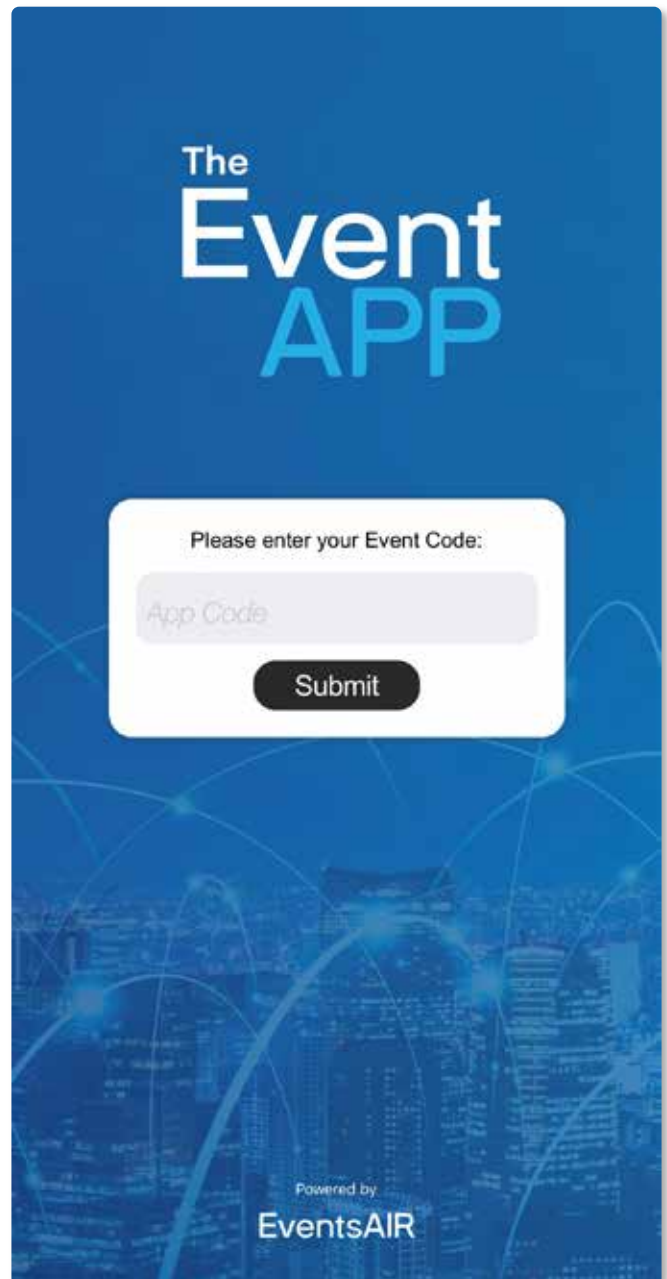 The
Event
APP
Please enter your Event Code:
App Code
Submit
Powered by
EventsAIR